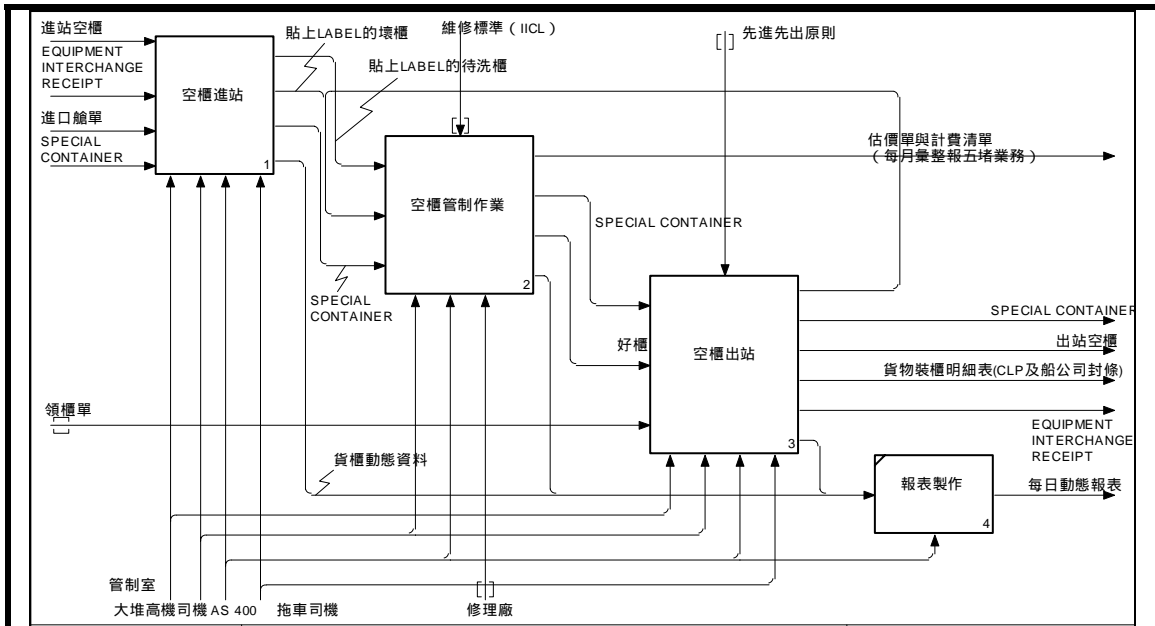 進站空櫃
EQUIPMENT
INTERCHANGE
RECEIPT
進口艙單
SPECIAL
CONTAINER
空櫃進站
1
貼上LABEL的壞櫃
貼上LABEL的待洗櫃
維修標準（IICL）
先進先出原則
空櫃管制作業
2
估價單與計費清單
（每月彙整報五堵業務）
SPECIAL CONTAINER
SPECIAL
CONTAINER
好櫃
空櫃出站
3
SPECIAL CONTAINER
出站空櫃
貨物裝櫃明細表(CLP及船公司封條)
EQUIPMENT
INTERCHANGE
RECEIPT
領櫃單
貨櫃動態資料
報表製作
4
每日動態報表
管制室
大堆高機司機
AS 400
拖車司機
修理廠